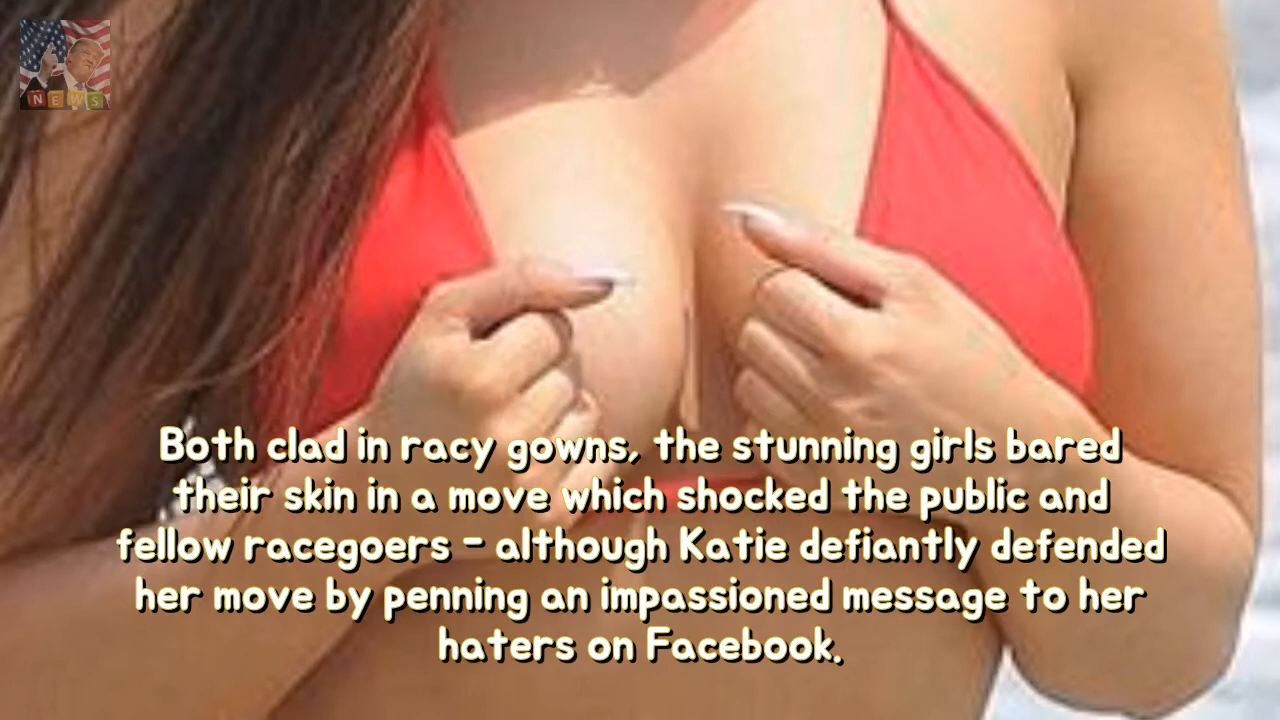 NEWS
Both clad in racy gowns, the stunning girls bared
their skin in a move which shocked the public and
fellow racegoers - although Katie defiantly defended
her move by penning an impassioned message to her
haters on Facebook.